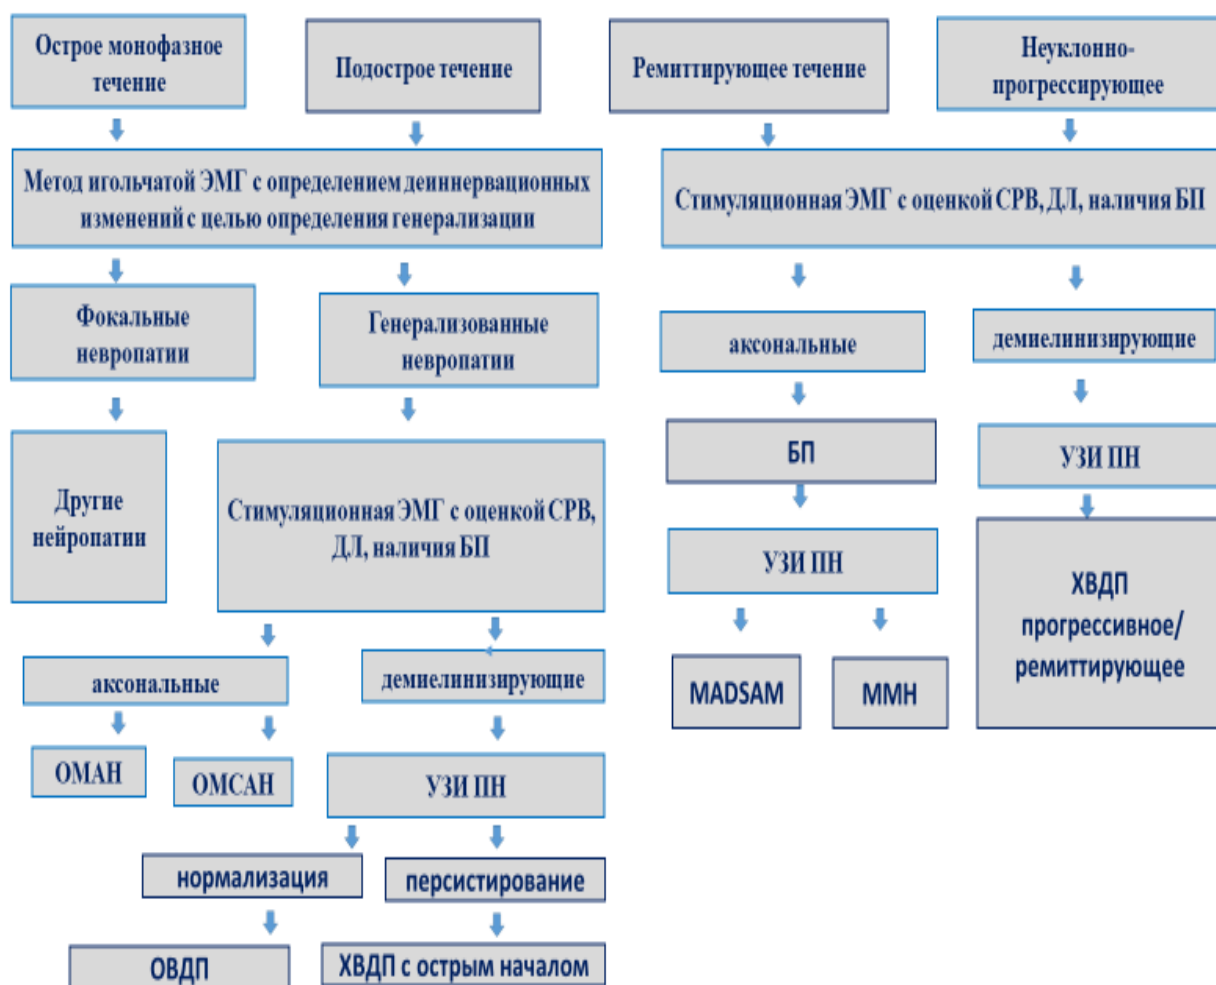 Острое монофазное
течение
Подострое течение
Ремиттирующее течение
Неуклонно-
прогрессирующее
Метод игольчатой ЭМГ с определением деиннервационных
изменений с целью определения генерализации
Стимуляционная ЭМГ с оценкой СРВ, ДЛ, наличия БП
Фокальные
невропатии
Генерализованные
невропатии
аксональные
демиелинизирующие
Другие
нейропатии
Стимуляционная ЭМГ с оценкой СРВ,
ДЛ, наличия БП
БП
УЗИ ПН
УЗИ ПН
ХВДП
прогрессивное/
ремиттирующее
MADSAM
ММН
аксональные
демиелинизирующие
ОМАН
ОМСАН
УЗИ ПН
нормализация
персистирование
ОВДП
ХВДП с острым началом